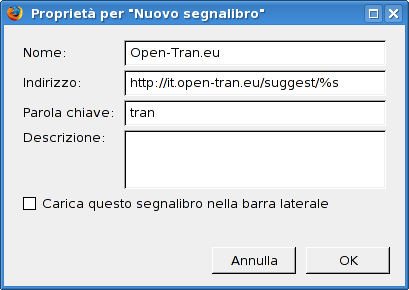 Proprietà per "Nuovo segnalibro"
Nome: Open-Tran.eu
Indirizzo: http://it.open-tran.eu/suggest/%s
Parola chiave: tran
Descrizione:
Carica questo segnalibro nella barra laterale
Annulla OK